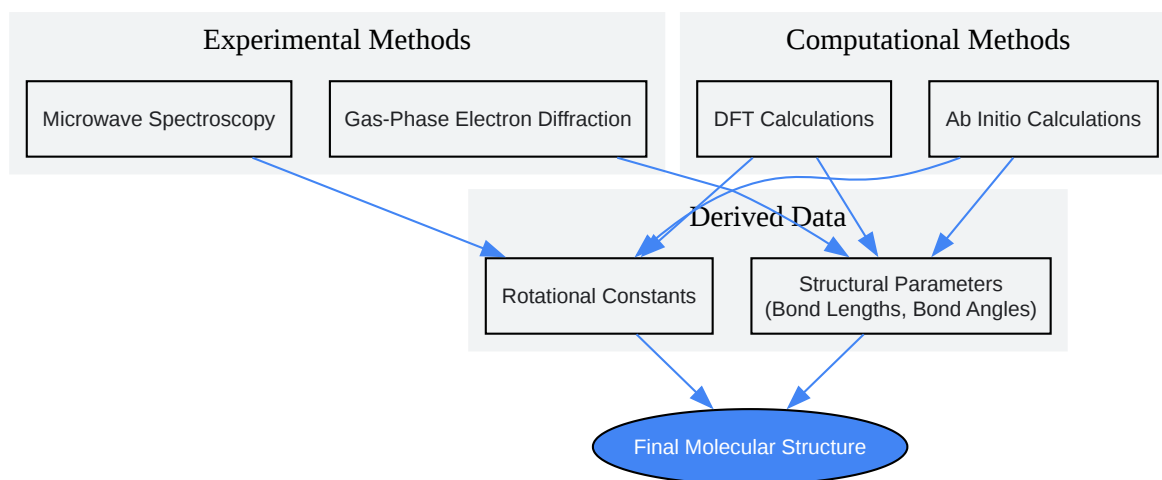 Experimental Methods
Computational Methods
Microwave Spectroscopy
Gas-Phase Electron Diffraction
DFT Calculations
Ab Initio Calculations
Derived Data
Rotational Constants
Structural Parameters
(Bond Lengths, Bond Angles)
Final Molecular Structure